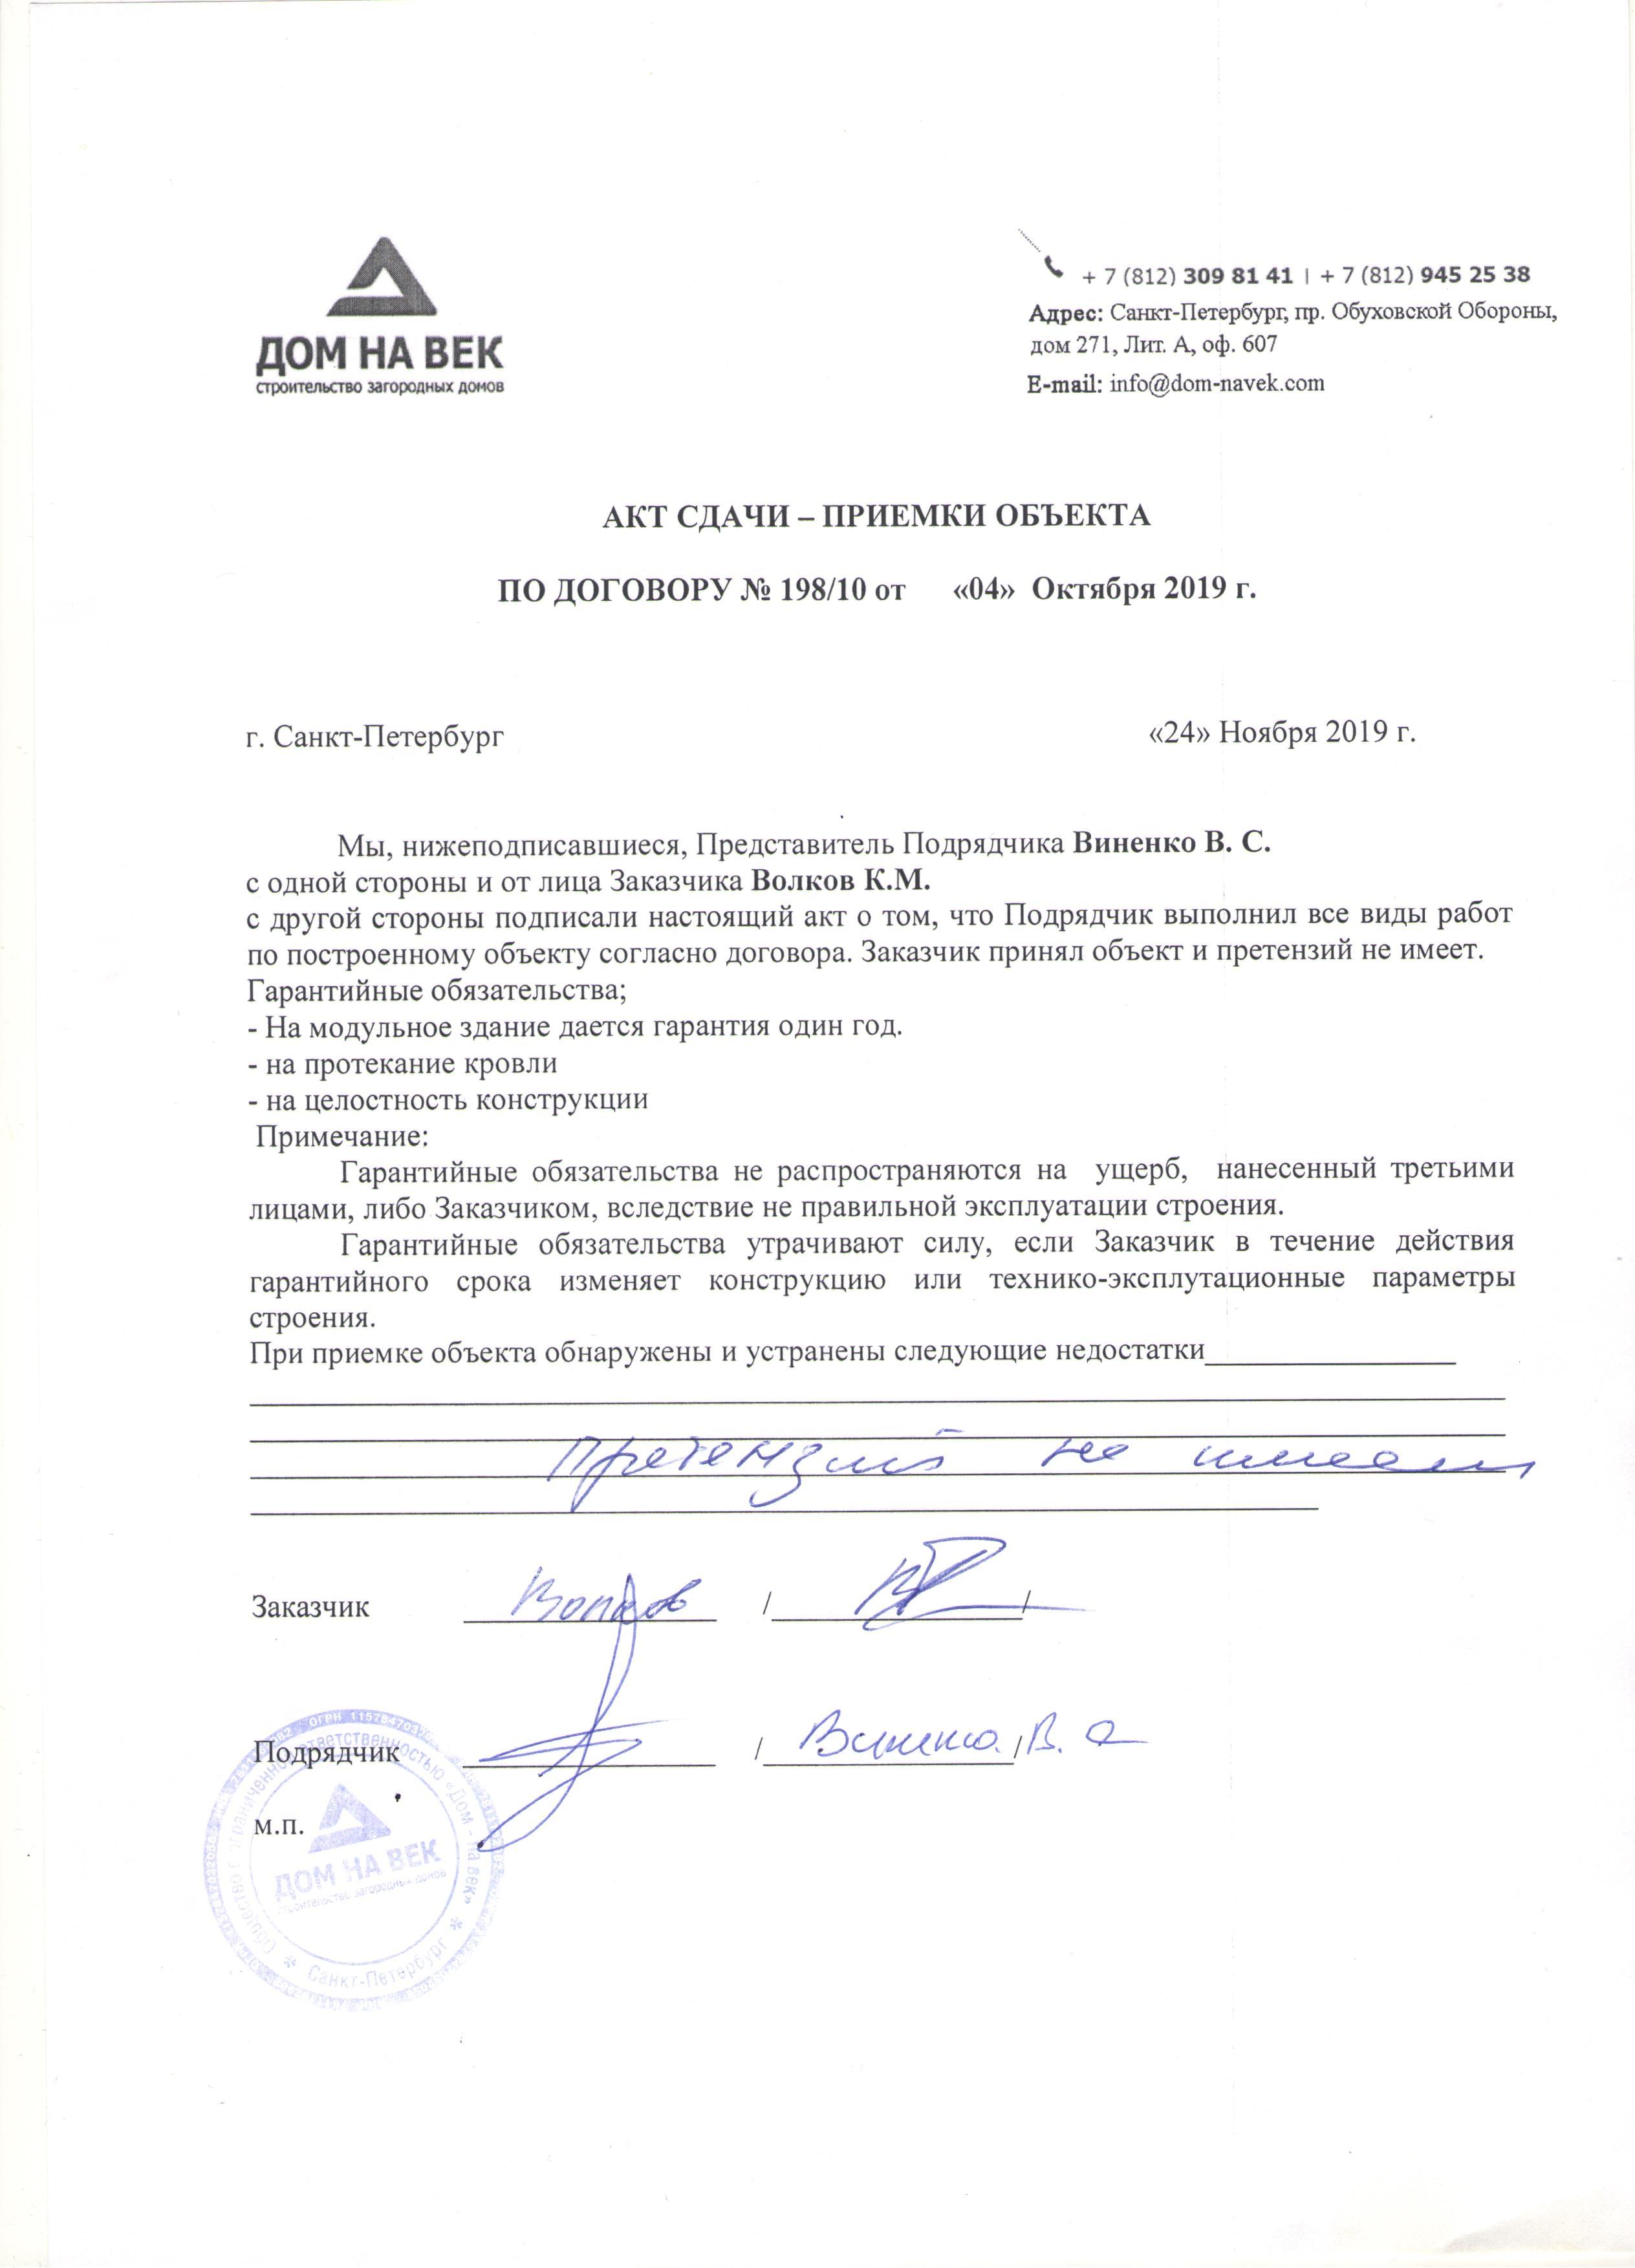 ДОМ НА ВЕК
строительство загородных домов
+ 7 (812) 309 81 41 | + 7 (812) 945 25 38
Адрес: Санкт-Петербург, пр. Обуховской Обороны,
дом 271, Лит. А, оф. 607
E-mail: info@dom-navek.com
АКТ СДАЧИ – ПРИЕМКИ ОБЪЕКТА
ПО ДОГОВОРУ № 198/10 от «04» Октября 2019 г.
г. Санкт-Петербург «24» Ноября 2019 г.
Мы, нижеподписавшиеся, Представитель Подрядчика Виненко В. С.
с одной стороны и от лица Заказчика Волков К.М.
с другой стороны подписали настоящий акт о том, что Подрядчик выполнил все виды работ
по построенному объекту согласно договора. Заказчик принял объект и претензий не имеет.
Гарантийные обязательства;
- На модульное здание дается гарантия один год.
- на протекание кровли
- на целостность конструкции
Примечание:
Гарантийные обязательства не распространяются на ущерб, нанесенный третьими
лицами, либо Заказчиком, вследствие не правильной эксплуатации строения.
Гарантийные обязательства утрачивают силу, если Заказчик в течение действия
гарантийного срока изменяет конструкцию или технико-эксплутационные параметры
строения.
При приемке объекта обнаружены и устранены следующие недостатки
Претензий не имеем
Заказчик Волков / /
Подрядчик / Виненко / В. С
м.п.
Общество с ограниченной ответственностью «Дом - на век»
ОГРН
ДОМ НА ВЕК
строительство загородных домов
Санкт-Петербург